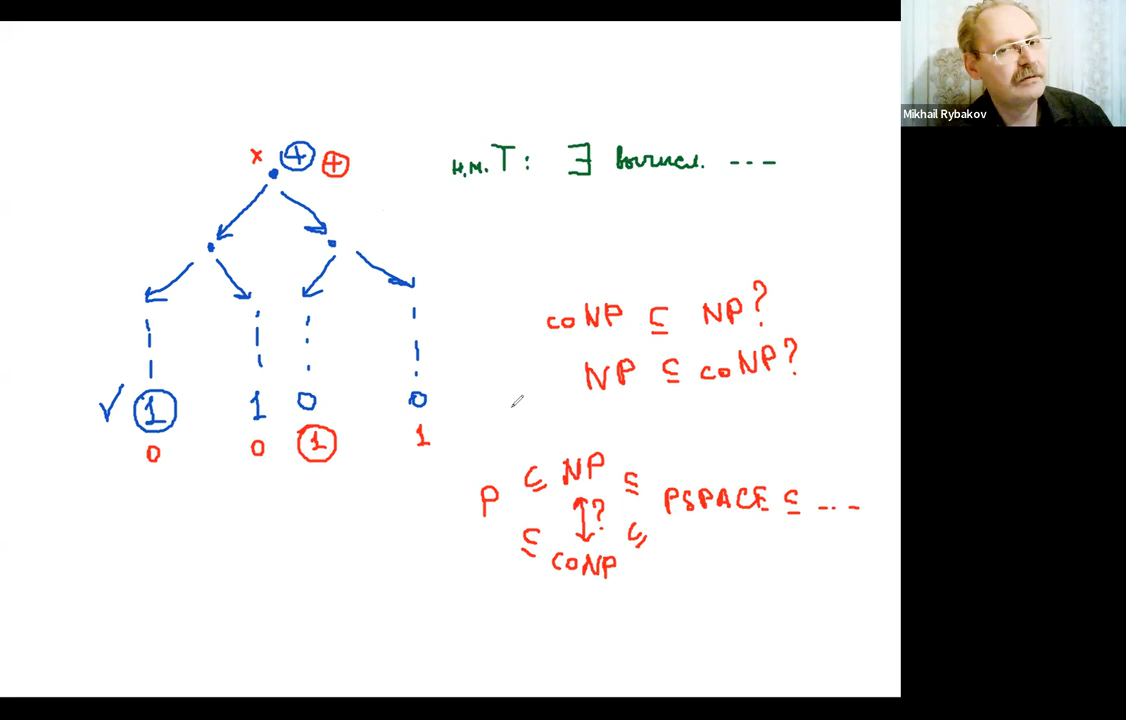 Mikhail Rybakov
× + +
н.м.Т: ∃ вычисл. ---
coNP ⊆ NP?
NP ⊆ coNP?
✓ 1 1 0 0
0 0 1 1
P ⊆ NP ⊆ PSPACE ⊆ ...
?
⊆ coNP ⊆